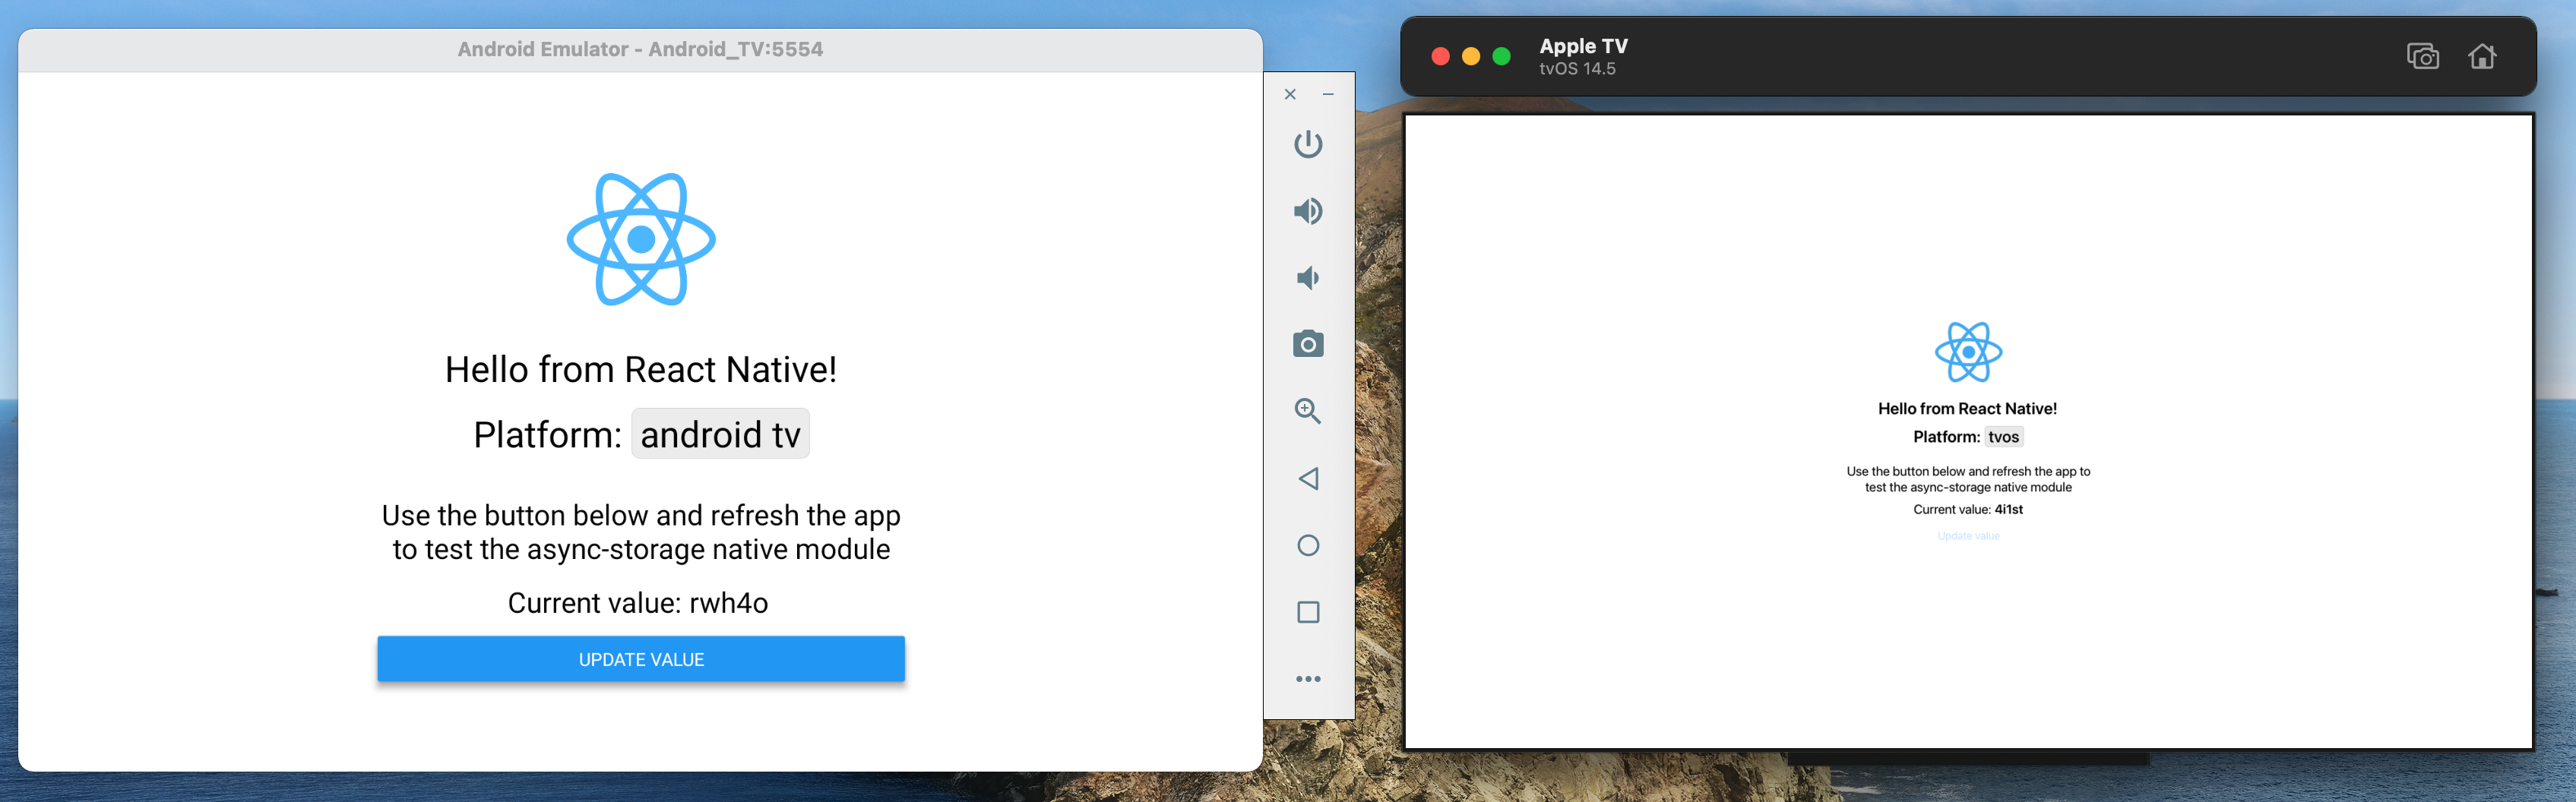 Android Emulator - Android_TV:5554
Hello from React Native!
Platform: android tv
Use the button below and refresh the app
to test the async-storage native module
Current value: rwh4o
UPDATE VALUE
Apple TV
tvOS 14.5
Hello from React Native!
Platform: tvos
Use the button below and refresh the app to
test the async-storage native module
Current value: 4i1st
Update value